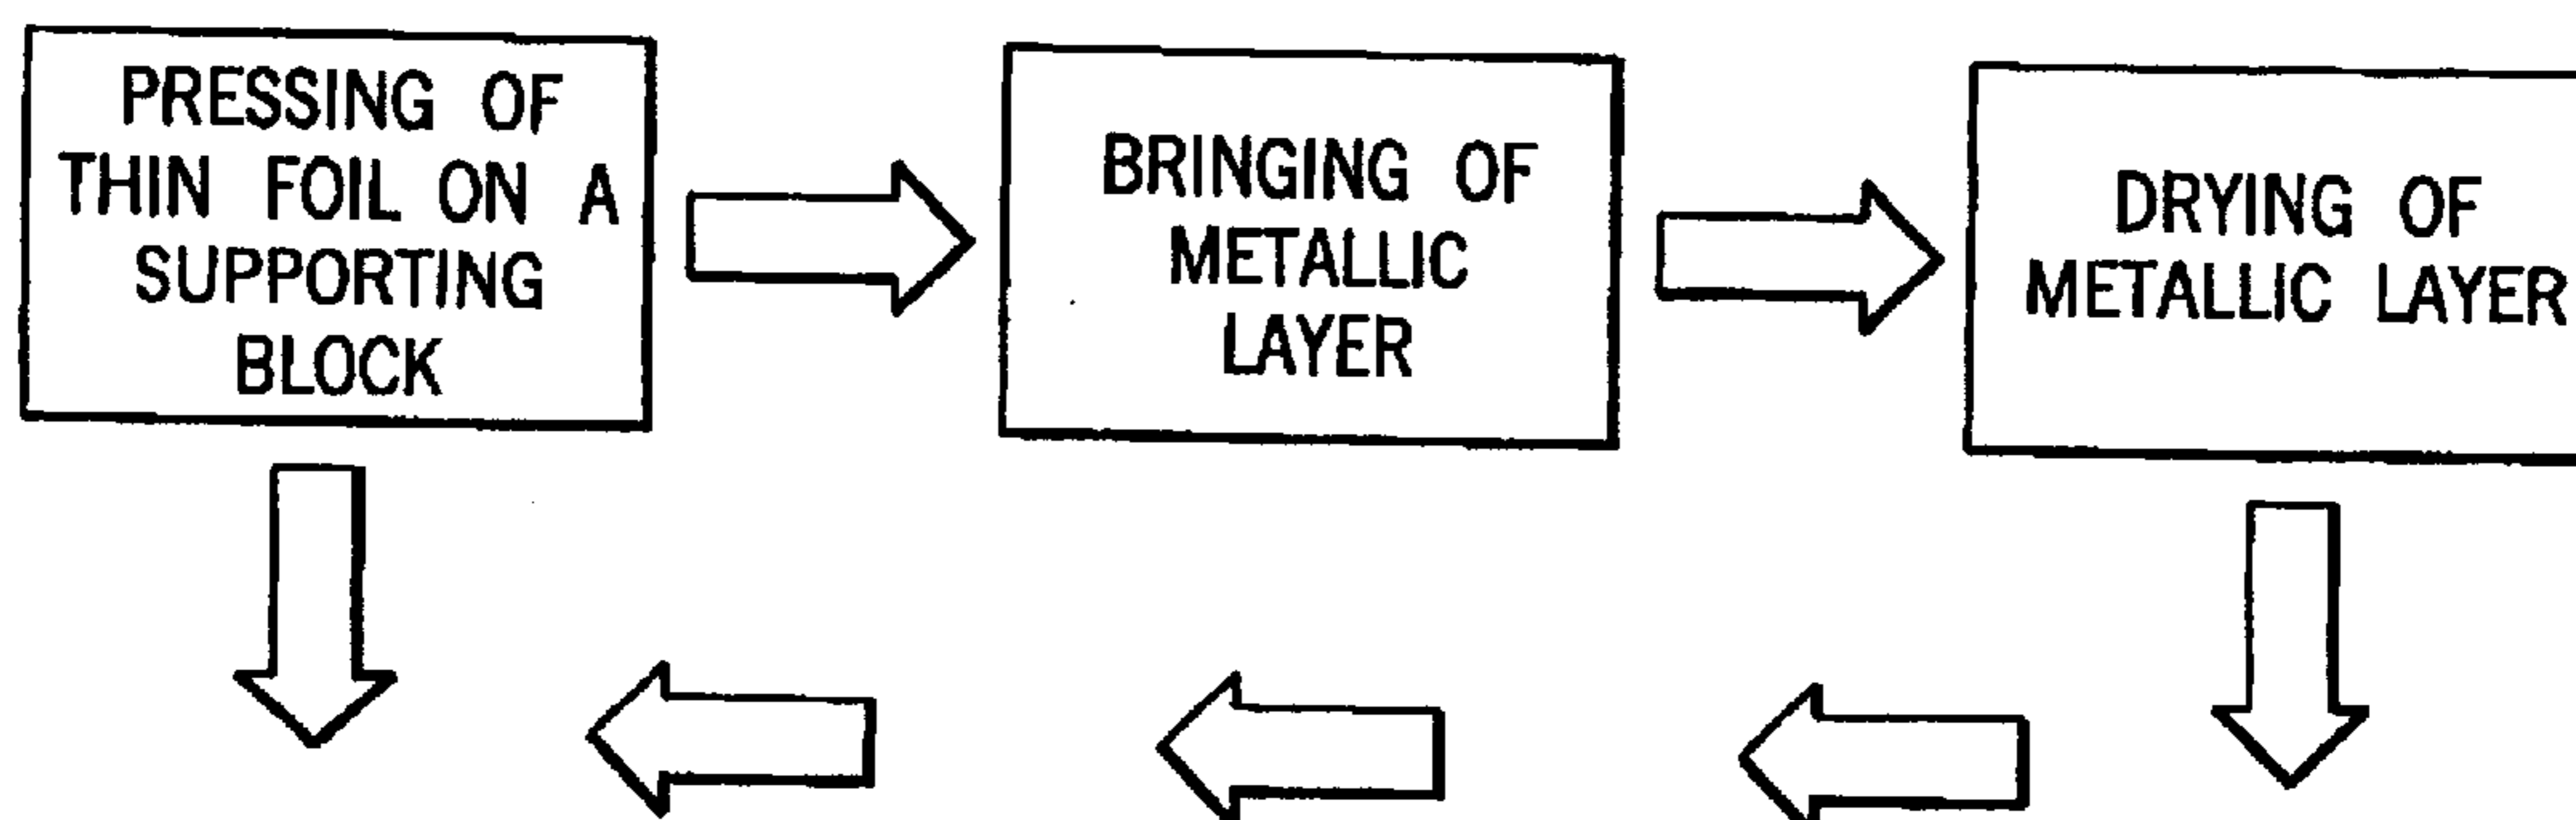 PRESSING OF
THIN FOIL ON A
SUPPORTING
BLOCK
BRINGING OF
METALLIC
LAYER
DRYING OF
METALLIC LAYER